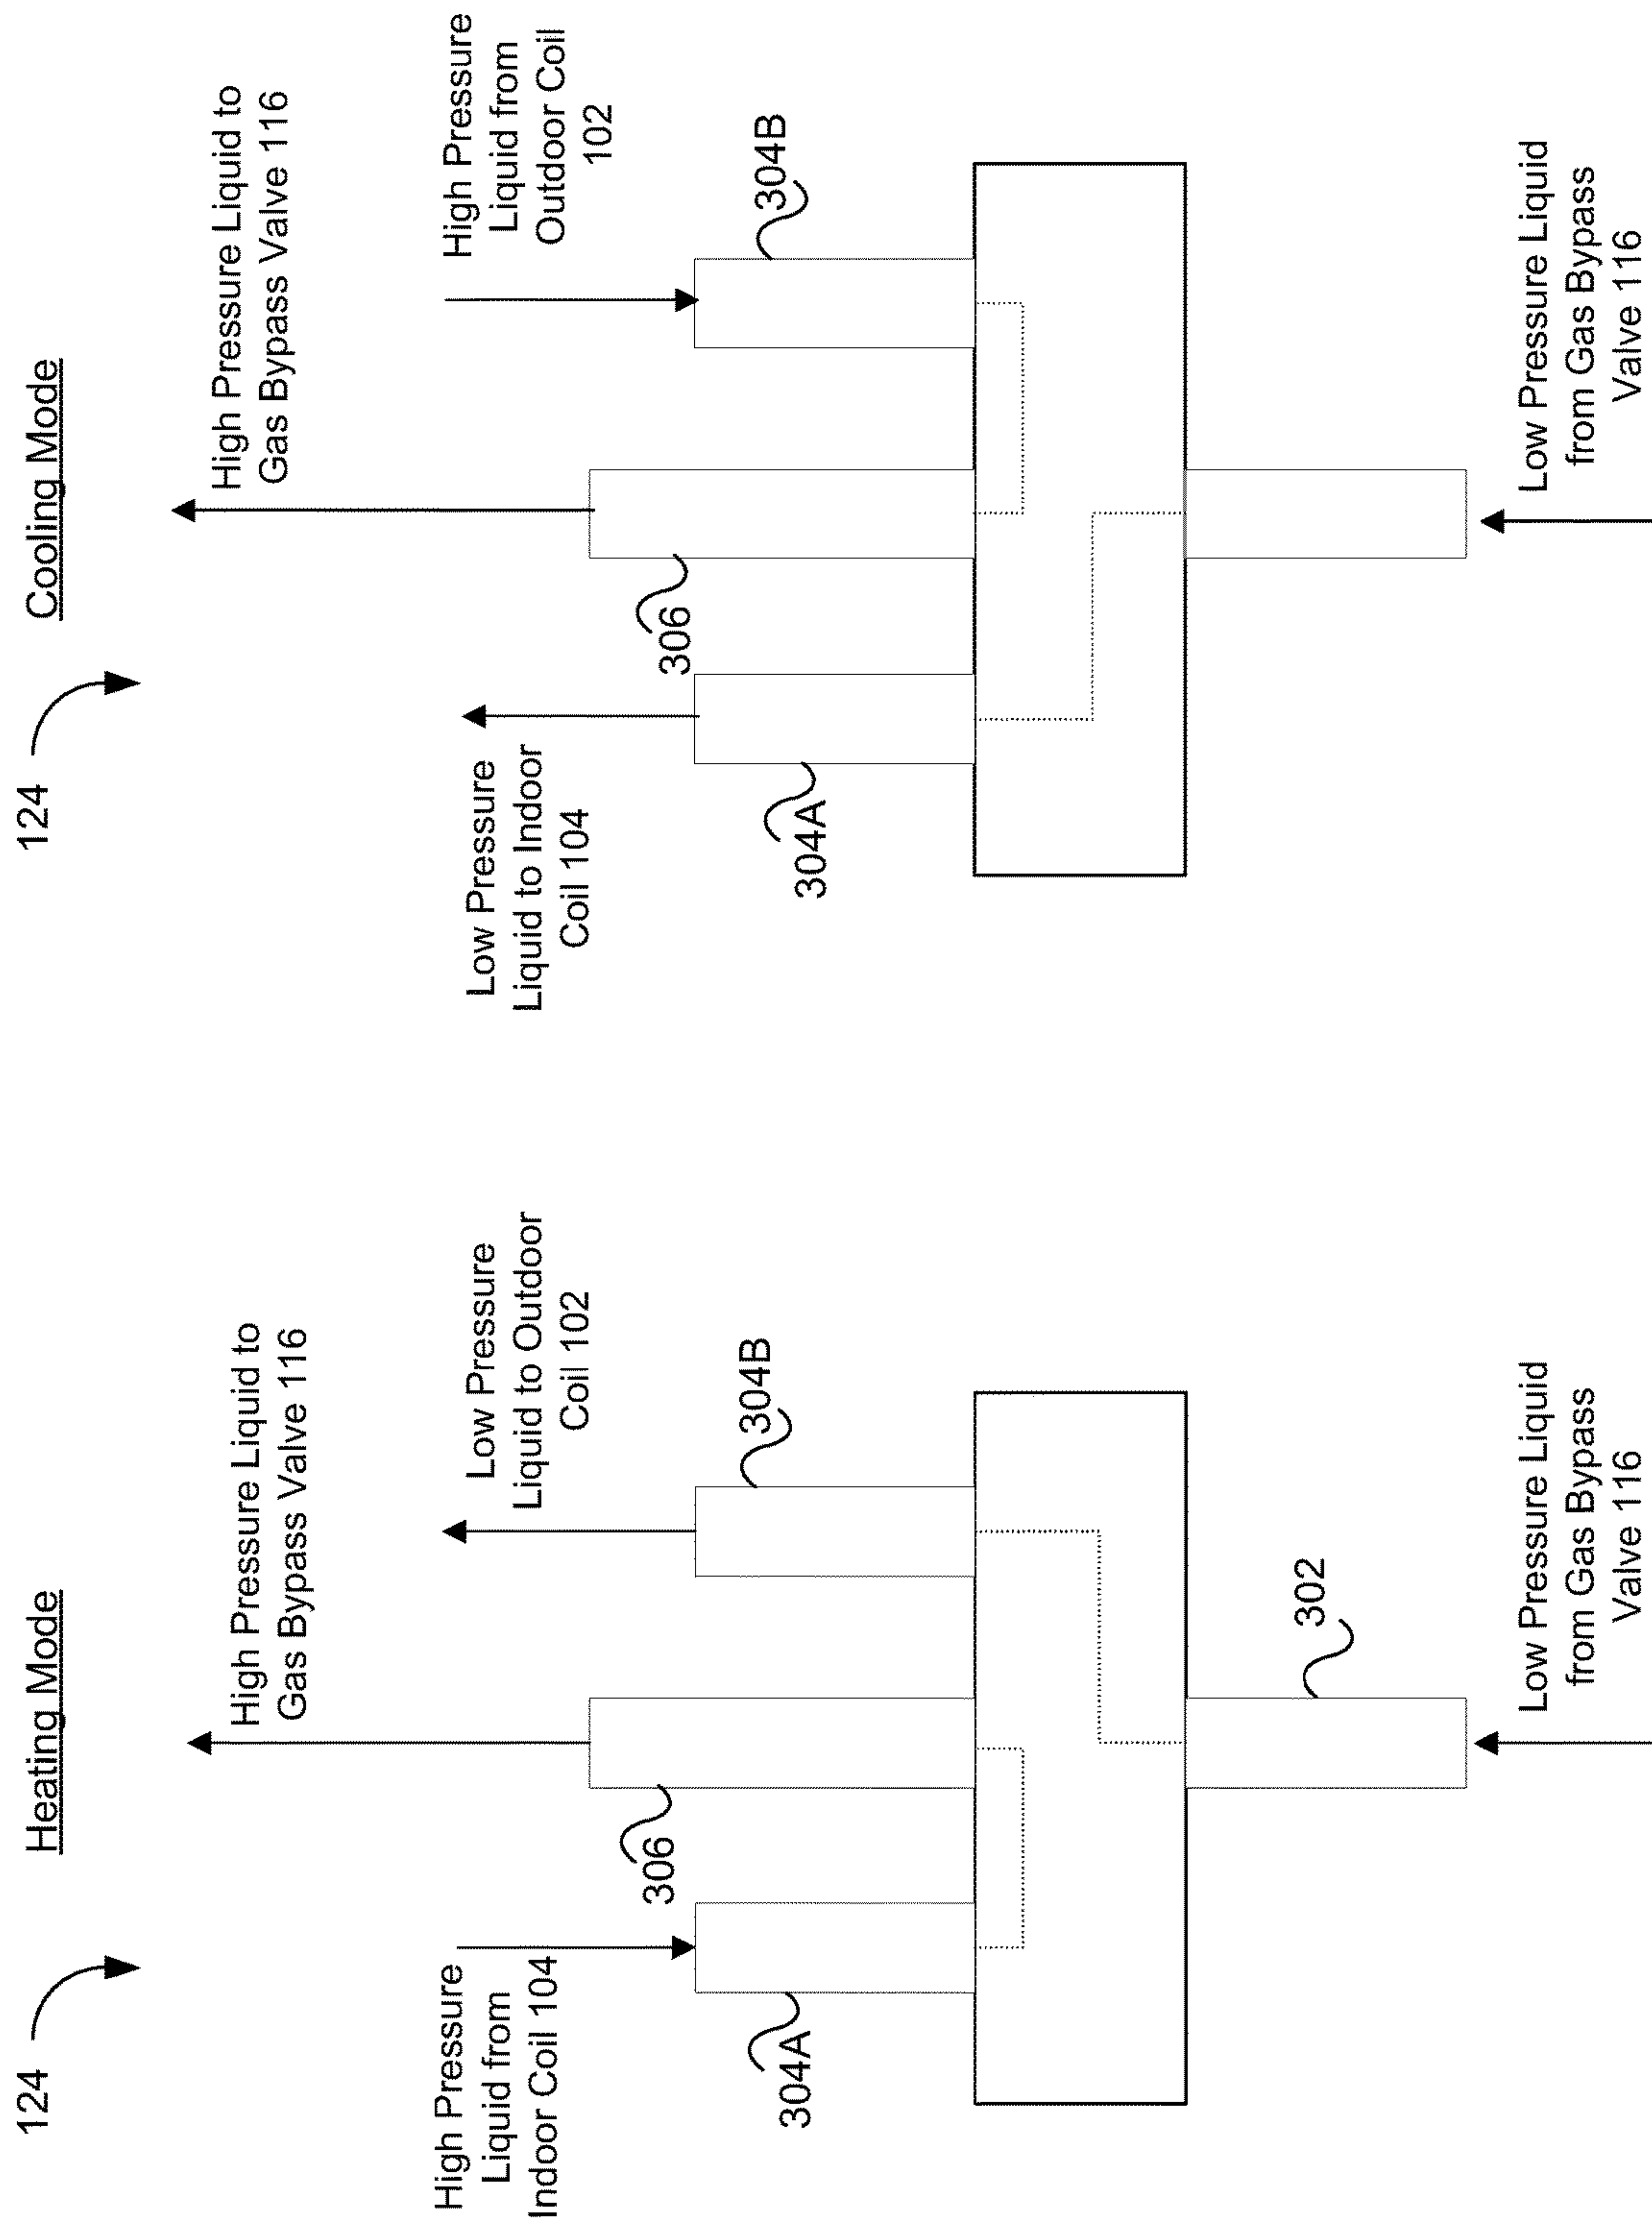 124
Heating Mode
High Pressure Liquid to
Gas Bypass Valve 116
High Pressure
Liquid from
Indoor Coil 104
Low Pressure
Liquid to Outdoor
Coil 102
304A
306
304B
302
Low Pressure Liquid
from Gas Bypass
Valve 116
124
Cooling Mode
High Pressure Liquid to
Gas Bypass Valve 116
Low Pressure
Liquid to Indoor
Coil 104
High Pressure
Liquid from
Outdoor Coil
102
304A
306
304B
Low Pressure Liquid
from Gas Bypass
Valve 116